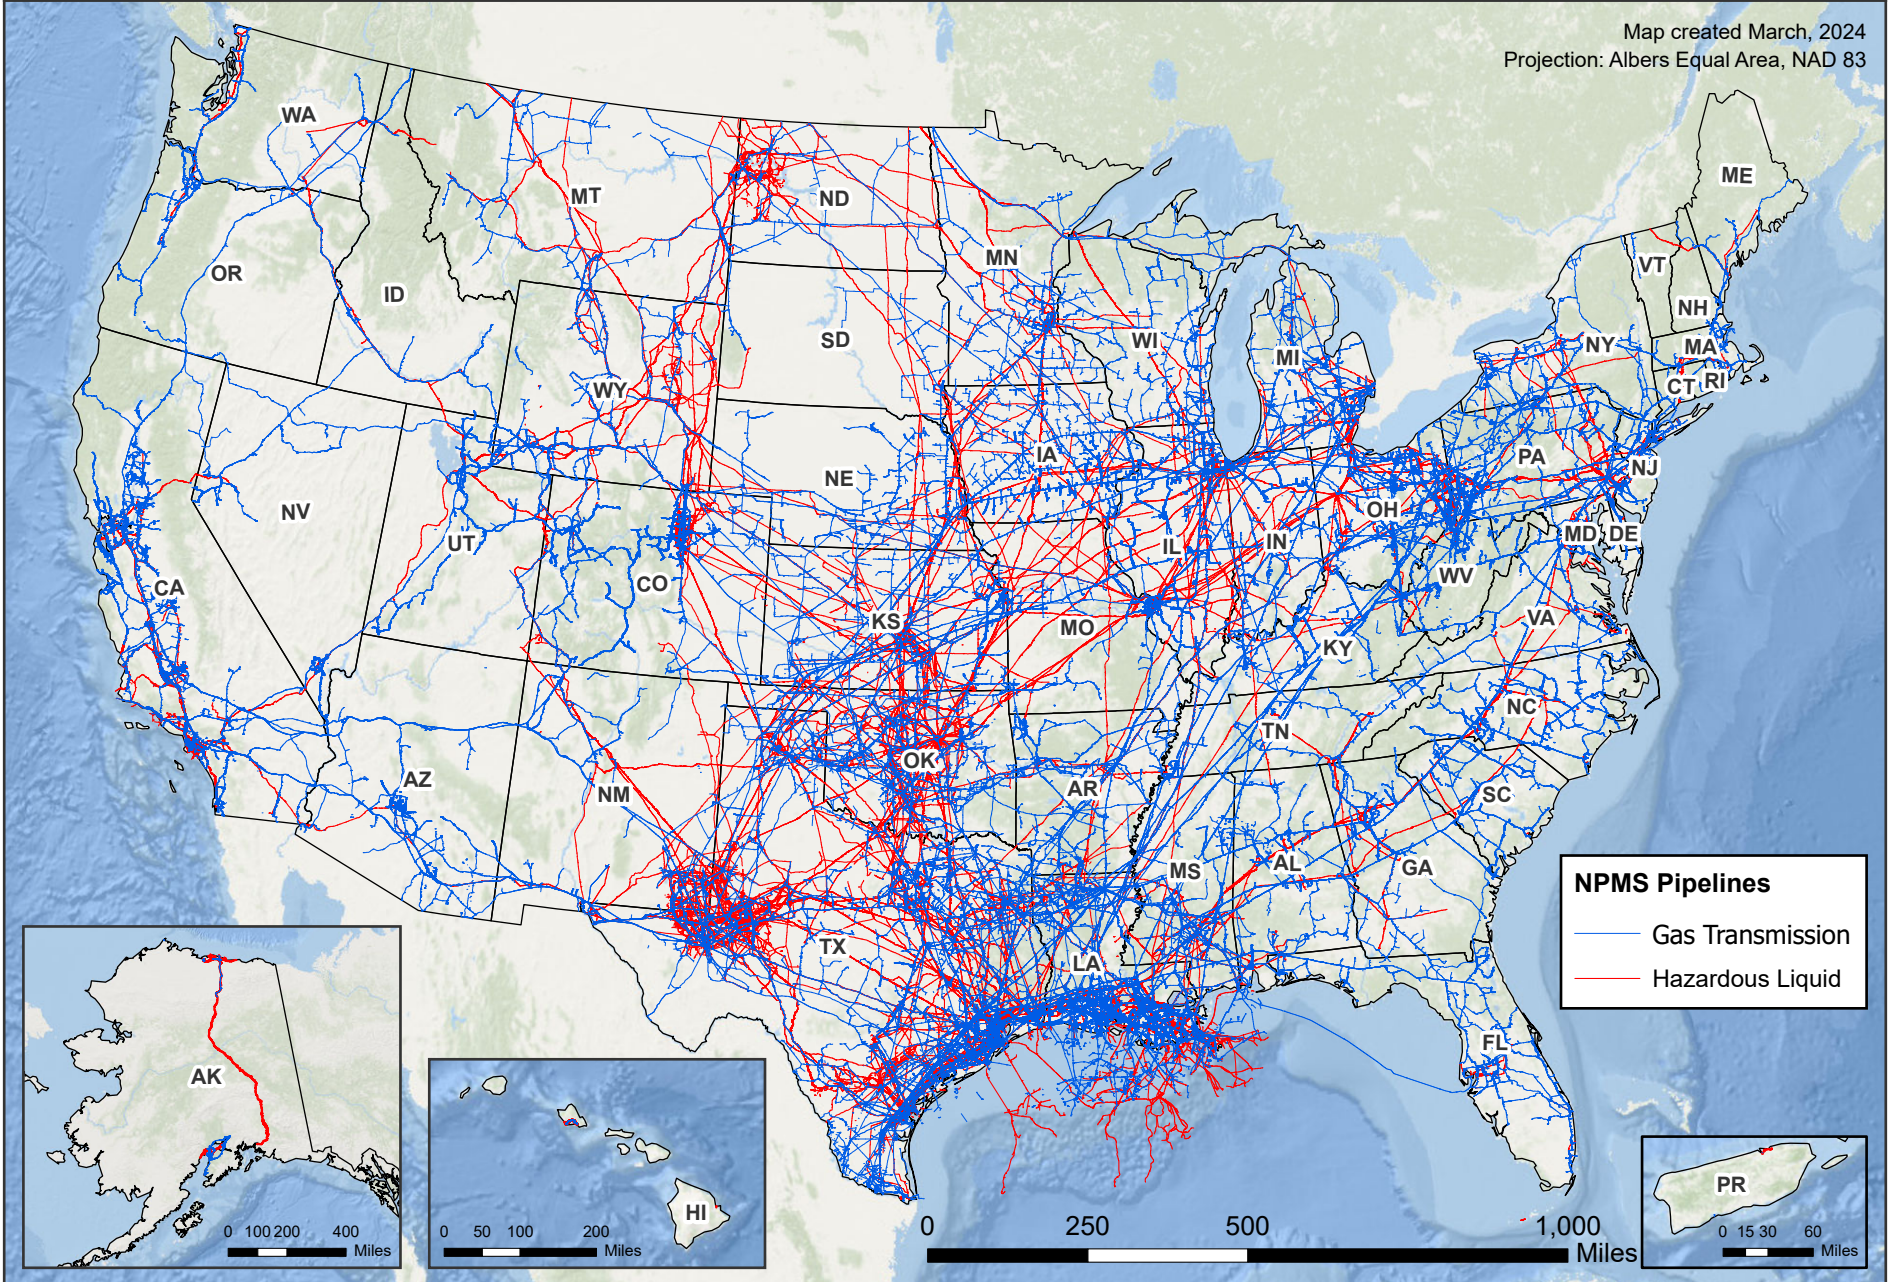 Map created March, 2024
Projection: Albers Equal Area, NAD 83
WA
MT
ND
MN
ME
VT
NH
OR
ID
SD
WI
MI
NY
MA
CT
RI
WY
NE
IA
PA
NJ
NV
UT
CO
IL
IN
OH
MD
DE
WV
CA
KS
MO
KY
VA
AZ
NM
OK
AR
TN
NC
SC
TX
LA
MS
AL
GA
FL
NPMS Pipelines
Gas Transmission
Hazardous Liquid
AK
0 100 200 400
Miles
HI
0 50 100 200
Miles
0 250 500 1,000
Miles
PR
0 15 30 60
Miles